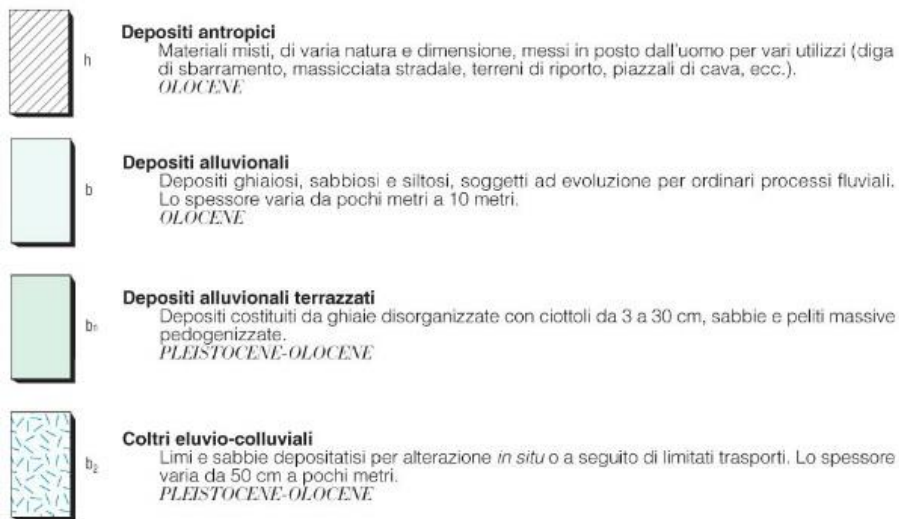 Depositi antropici
h
Materiali misti, di varia natura e dimensione, messi in posto dall'uomo per vari utilizzi (diga
di sbarramento, massicciata stradale, terreni di riporto, piazzali di cava, ecc.).
OLOCENE
Depositi alluvionali
b
Depositi ghiaiosi, sabbiosi e siltosi, soggetti ad evoluzione per ordinari processi fluviali.
Lo spessore varia da pochi metri a 10 metri.
OLOCENE
Depositi alluvionali terrazzati
bn
Depositi costituiti da ghiaie disorganizzate con ciottoli da 3 a 30 cm, sabbie e peliti massive
pedogenizzate.
PLEISTOCENE-OLOCENE
Coltri eluvio-colluviali
b2
Limi e sabbie depositatisi per alterazione in situ o a seguito di limitati trasporti. Lo spessore
varia da 50 cm a pochi metri.
PLEISTOCENE-OLOCENE